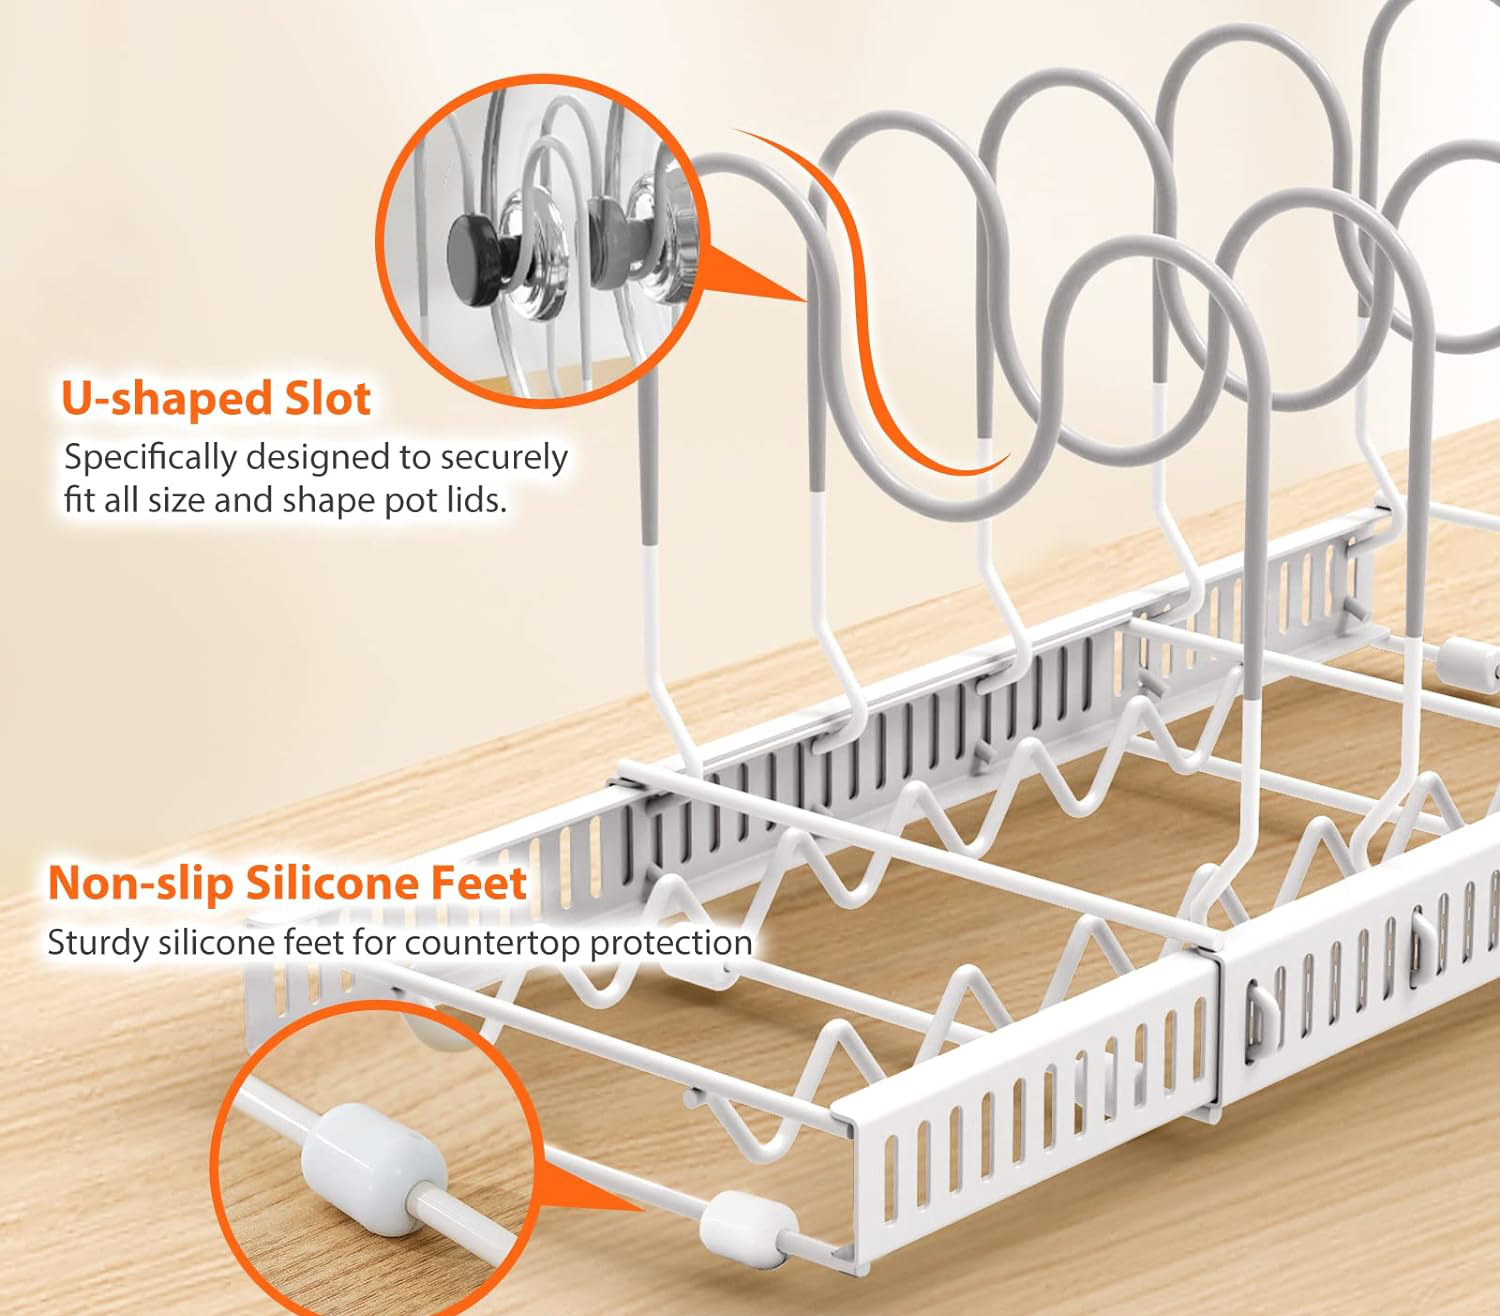 U-shaped Slot
Specifically designed to securely
fit all size and shape pot lids.
Non-slip Silicone Feet
Sturdy silicone feet for countertop protection